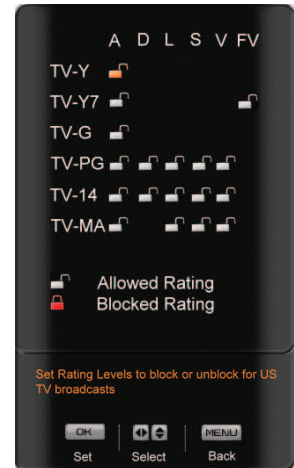 A D L S V FV
TV-Y
TV-Y7
TV-G
TV-PG
TV-14
TV-MA
Allowed Rating
Blocked Rating
Set Rating Levels to block or unblock for US
TV broadcasts
OK MENU
Set Select Back